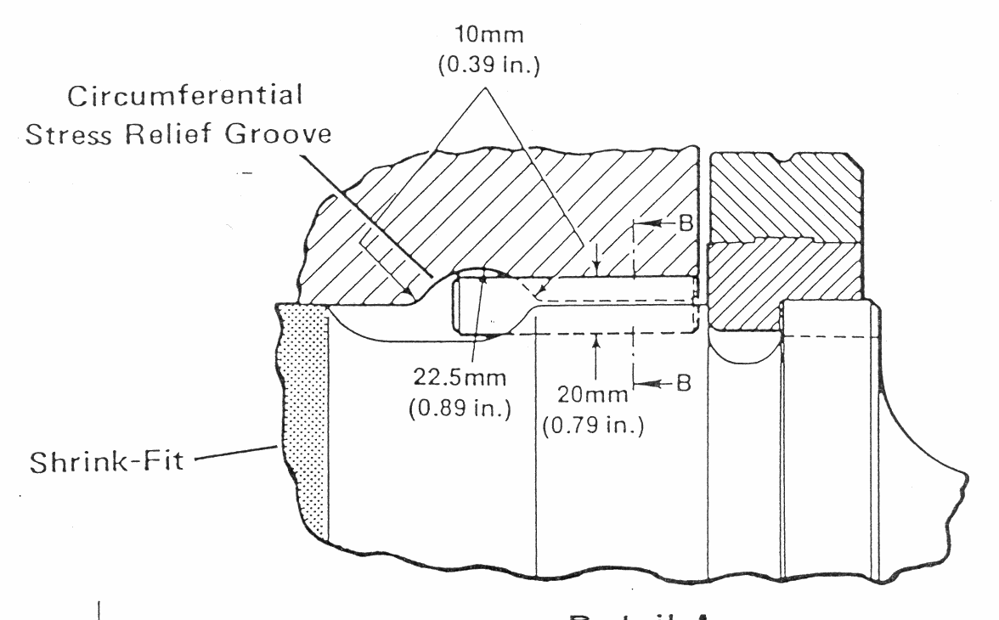 10mm
(0.39 in.)
Circumferential
Stress Relief Groove
B
22.5mm
(0.89 in.)
B
20mm
(0.79 in.)
Shrink-Fit